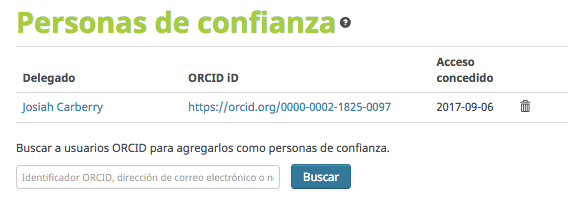 Personas de confianza
Delegado ORCID iD Acceso concedido
Josiah Carberry https://orcid.org/0000-0002-1825-0097 2017-09-06
Buscar a usuarios ORCID para agregarlos como personas de confianza.
Identificador ORCID, dirección de correo electrónico o n Buscar